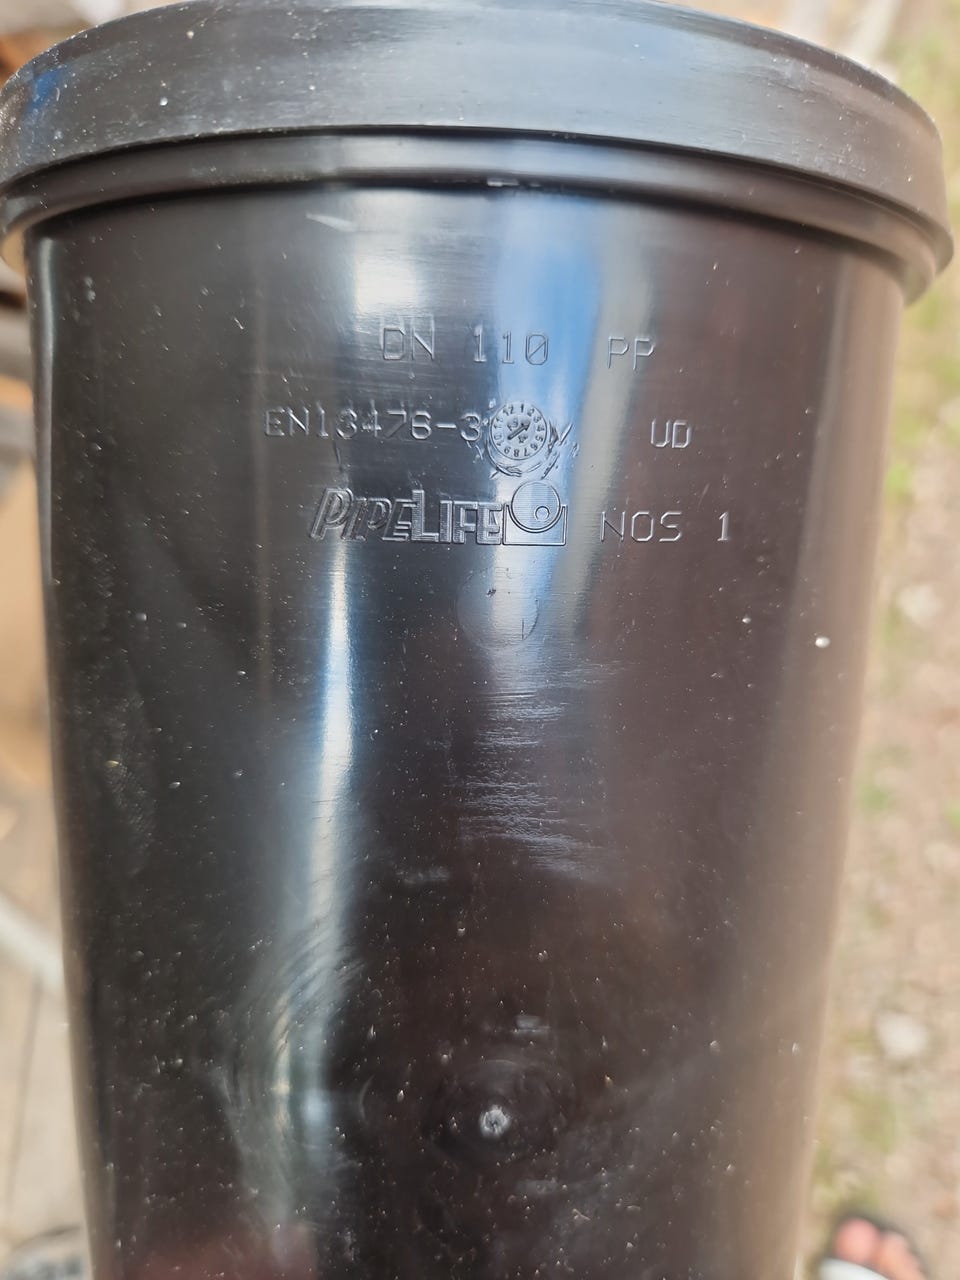 DN 110 PP
EN13476-3 UD
PIPELIFE NOS 1